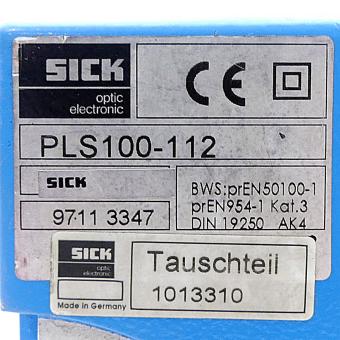 SICK
optic
electronic
CE
PLS100-112
SICK
9711 3347
BWS:prEN50100-1
prEN954-1 Kat.3
DIN 19250 AK4
SICK
optic
electronic
Made in Germany
Tauschteil
1013310